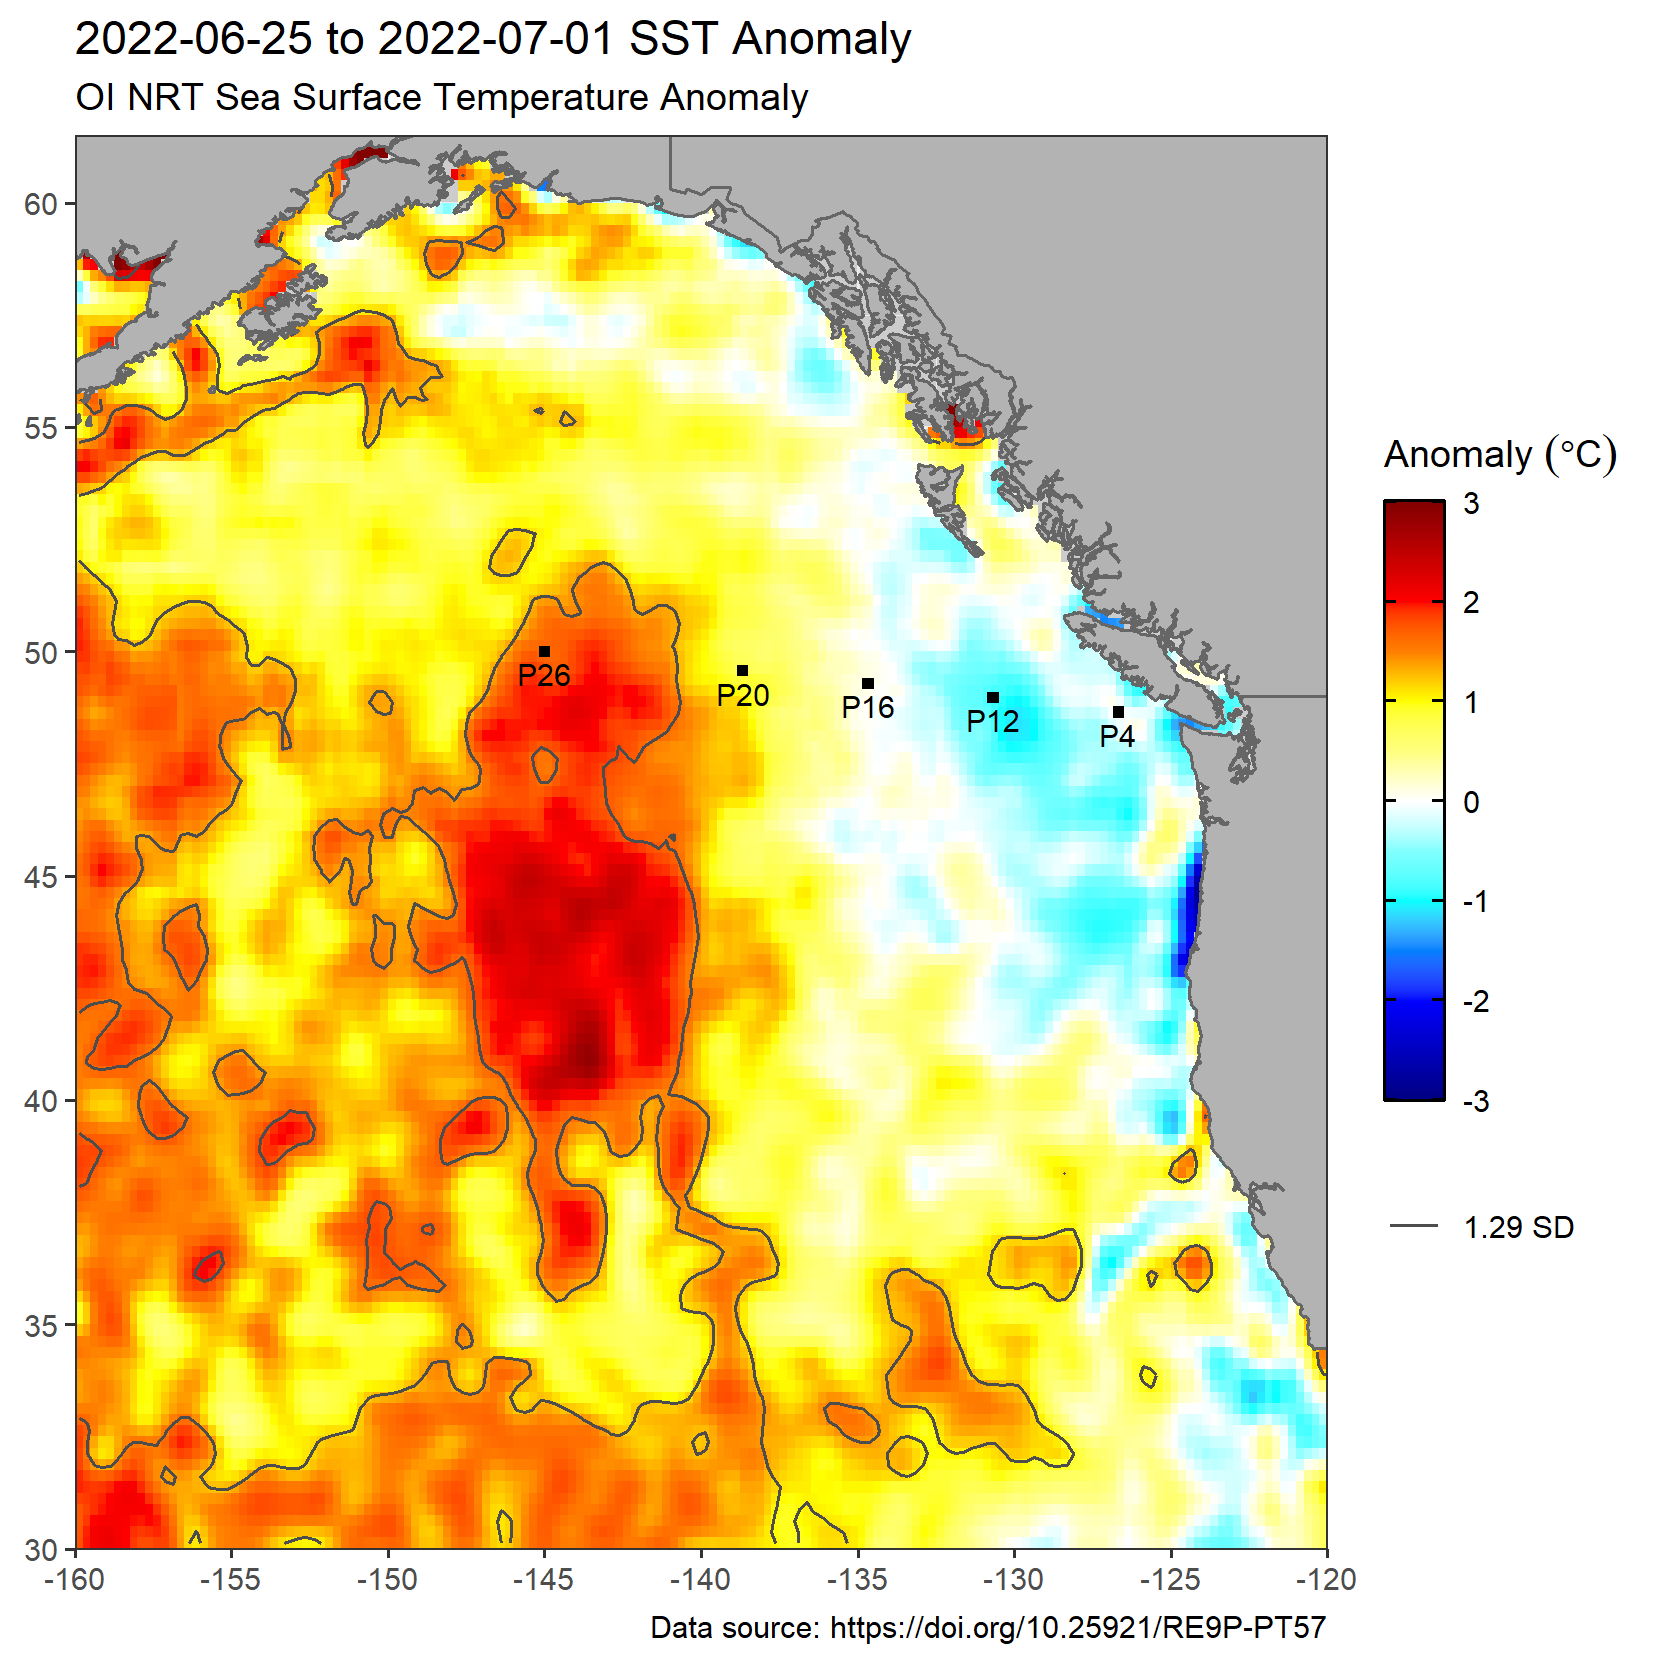 2022-06-25 to 2022-07-01 SST Anomaly
OI NRT Sea Surface Temperature Anomaly
60
55
50
45
40
35
30
-160
-155
-150
-145
-140
-135
-130
-125
-120
P26
P20
P16
P12
P4
Anomaly (°C)
3
2
1
0
-1
-2
-3
1.29 SD
Data source: https://doi.org/10.25921/RE9P-PT57